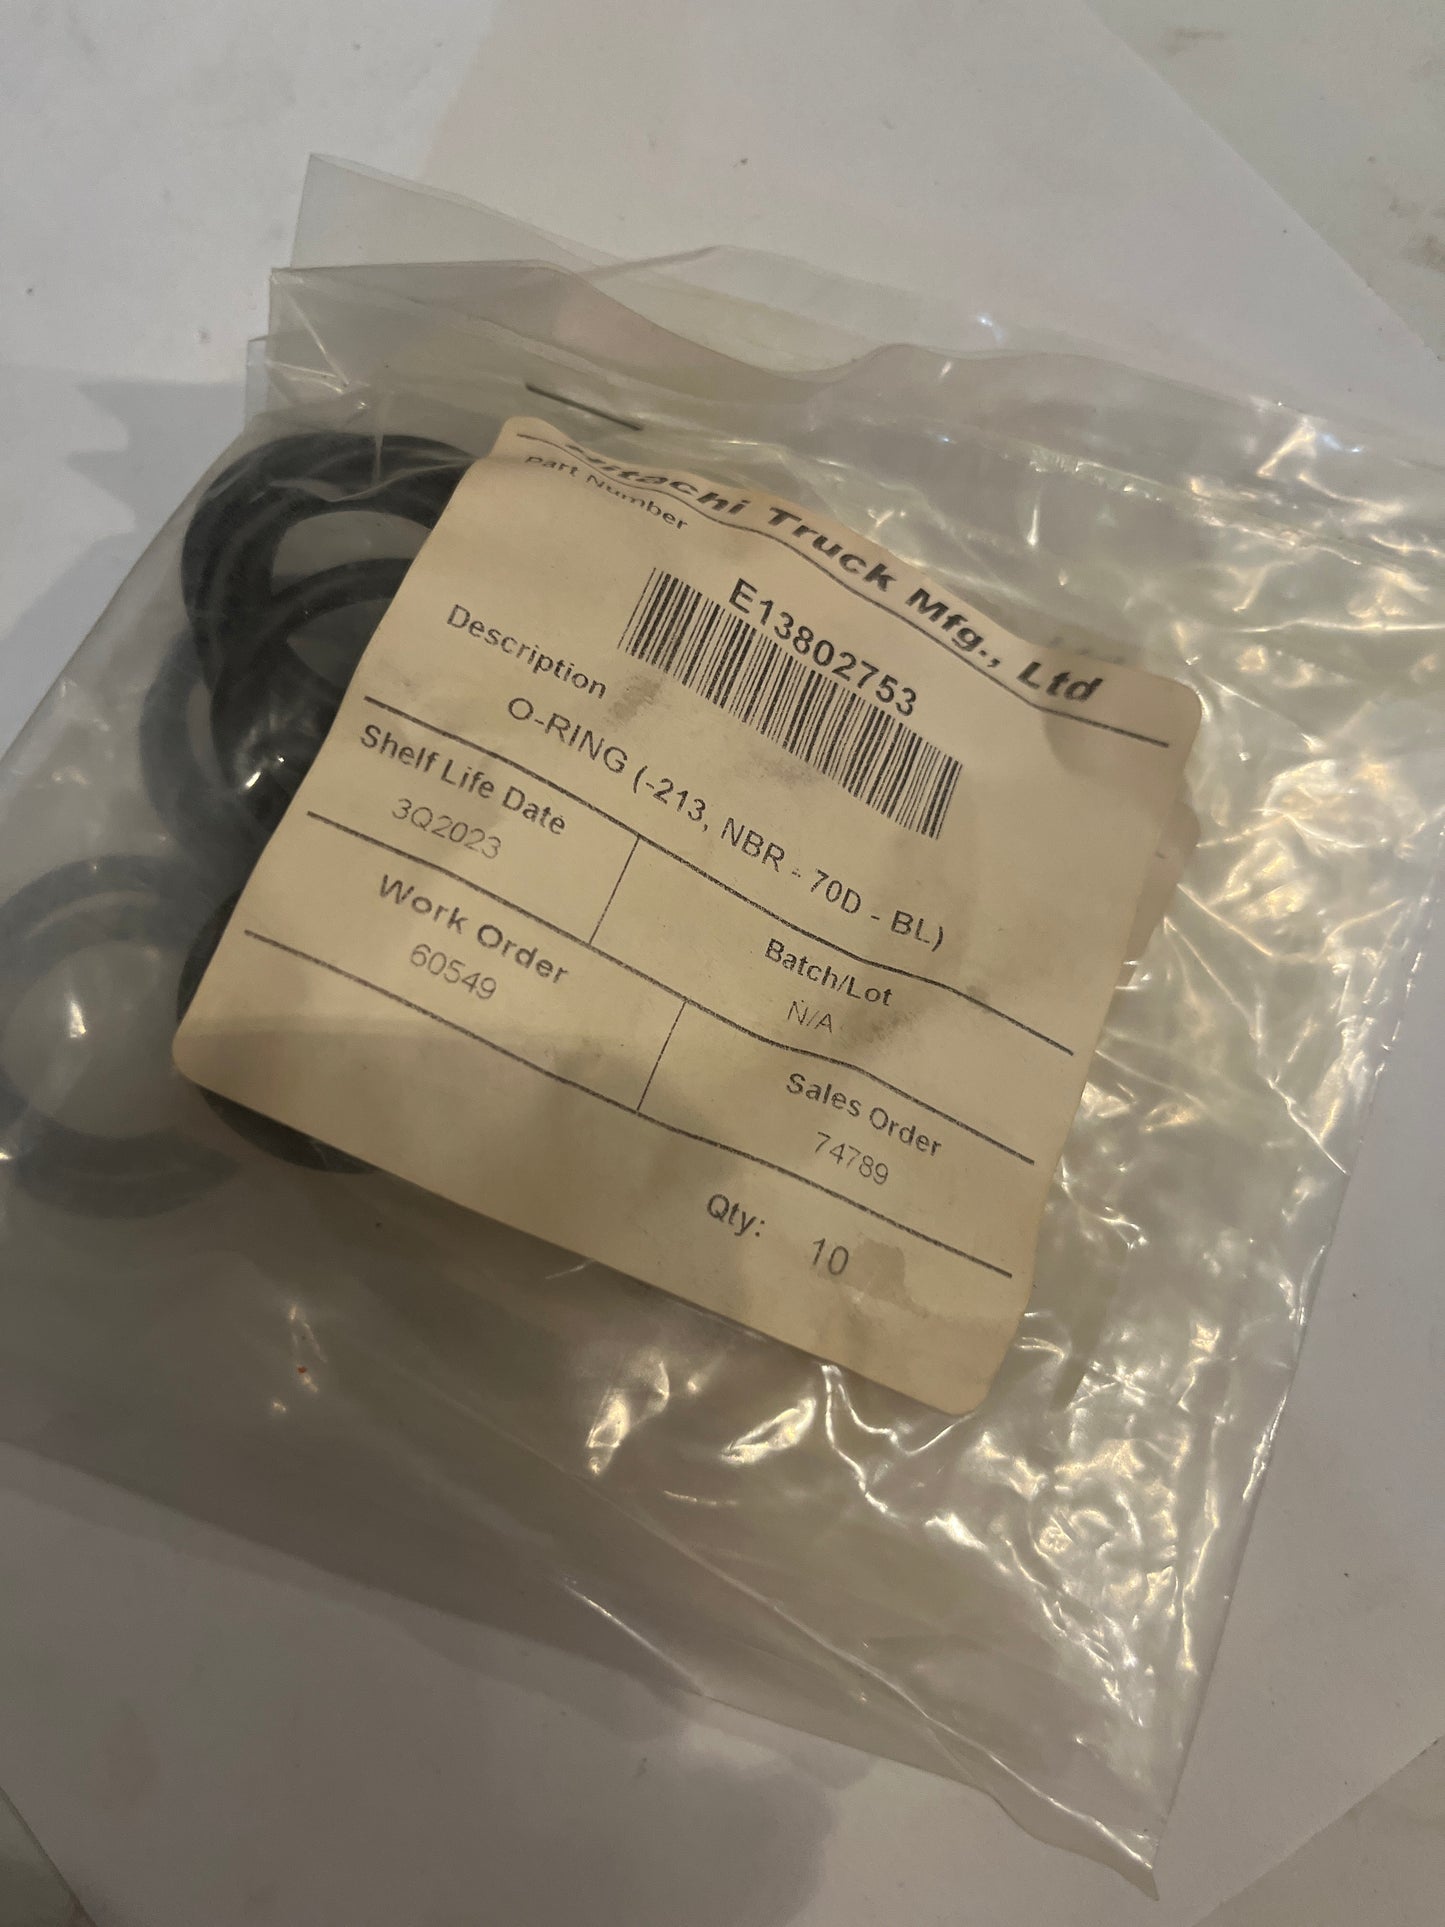 Hitachi Truck Mfg., Ltd
Part Number
E13802753
Description
O-RING (-213, NBR - 70D - BL)
Shelf Life Date
3Q2023
Batch/Lot
N/A
Work Order
60549
Sales Order
74789
Qty: 10